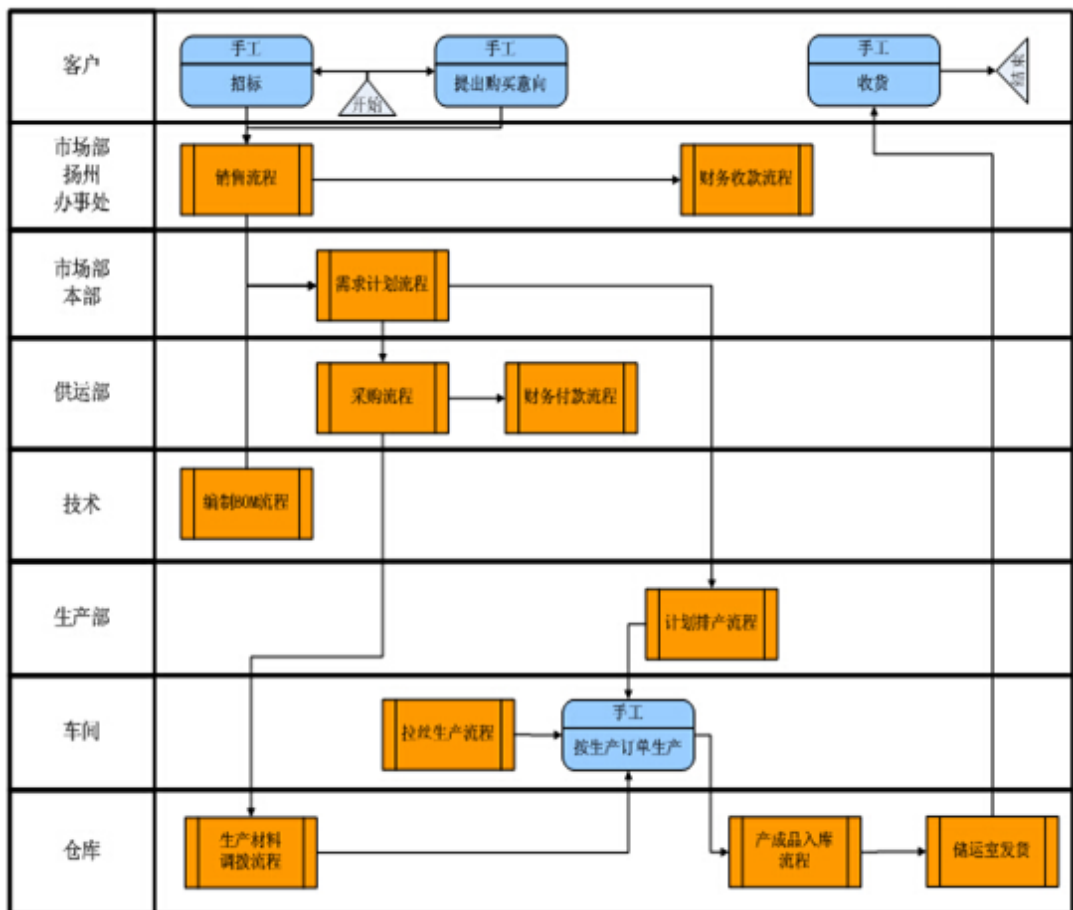 客户
手工
招标
开始
手工
提出购买意向
手工
收货
结束
市场部
扬州
办事处
销售流程
财务收款流程
市场部
本部
需求计划流程
供运部
采购流程
财务付款流程
技术
编制BOM流程
生产部
计划排产流程
车间
拉丝生产流程
手工
按生产订单生产
仓库
生产材料
调拨流程
产成品入库
流程
储运室发货